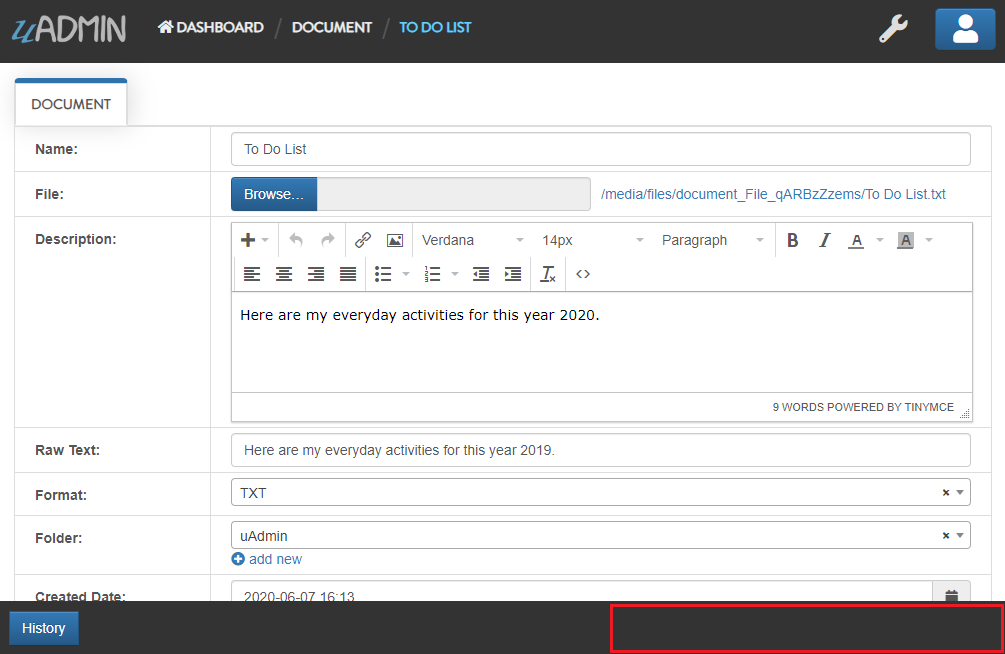 uADMIN DASHBOARD / DOCUMENT / TO DO LIST
DOCUMENT
Name: To Do List
File: Browse... /media/files/document_File_qARBzZzems/To Do List.txt
Description: Verdana 14px Paragraph B I A A
Here are my everyday activities for this year 2020.
9 WORDS POWERED BY TINYMCE
Raw Text: Here are my everyday activities for this year 2019.
Format: TXT
Folder: uAdmin
add new
Created Date: 2020-06-07 16:13
History